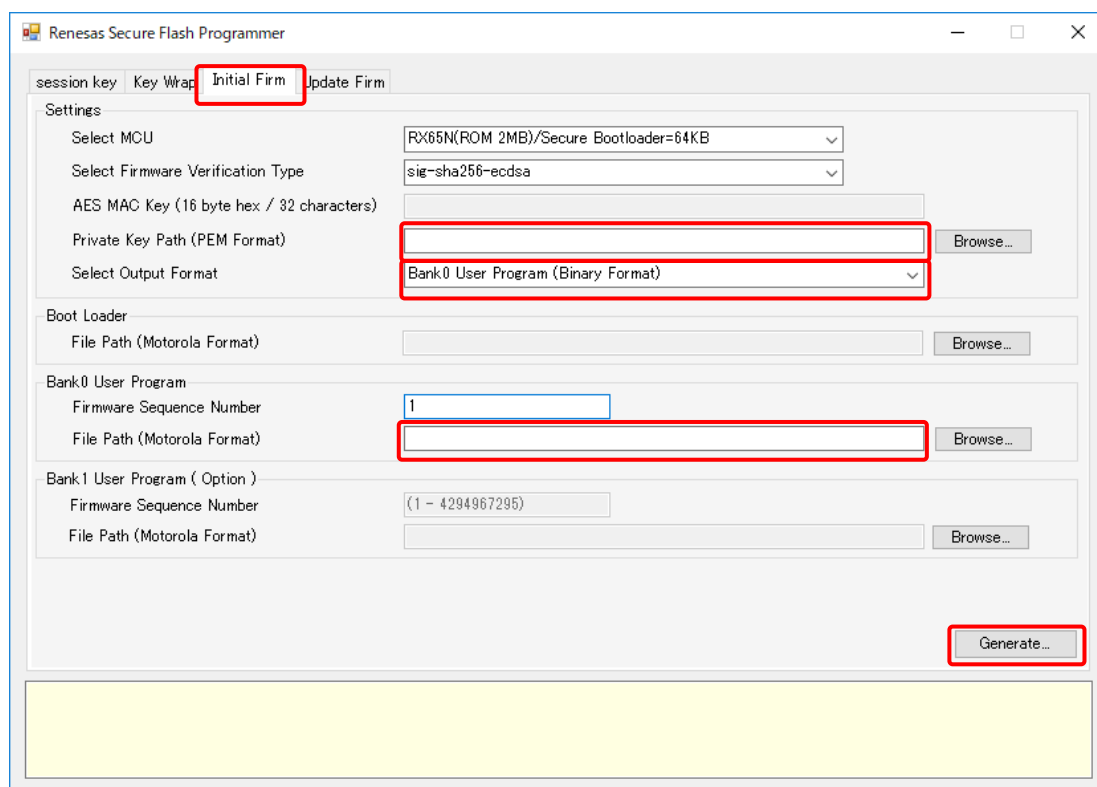 Renesas Secure Flash Programmer
session key Key Wrap Initial Firm Update Firm
Settings
Select MCU RX65N(ROM 2MB)/Secure Bootloader=64KB
Select Firmware Verification Type sig-sha256-ecdsa
AES MAC Key (16 byte hex / 32 characters)
Private Key Path (PEM Format) Browse...
Select Output Format Bank0 User Program (Binary Format)
Boot Loader
File Path (Motorola Format) Browse...
Bank0 User Program
Firmware Sequence Number 1
File Path (Motorola Format) Browse...
Bank1 User Program ( Option )
Firmware Sequence Number (1 - 4294967295)
File Path (Motorola Format) Browse...
Generate...